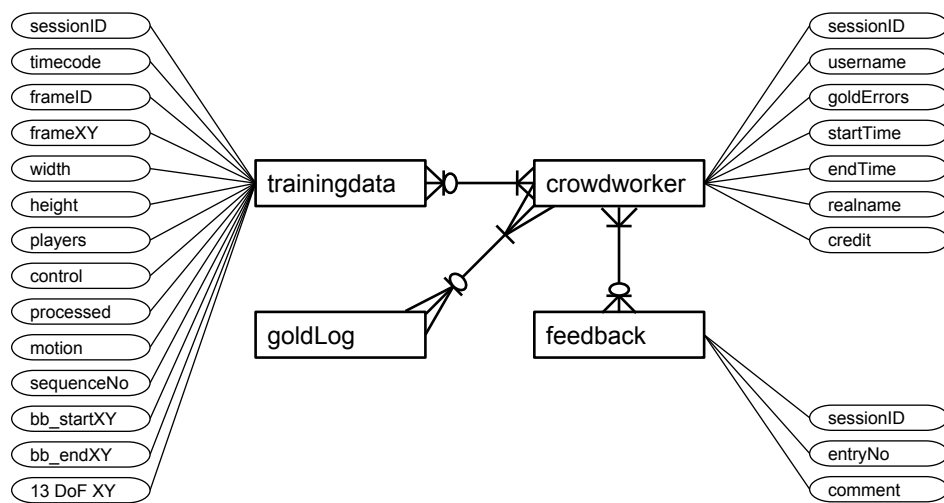 sessionID
timecode
frameID
frameXY
width
height
players
control
processed
motion
sequenceNo
bb_startXY
bb_endXY
13 DoF XY
trainingdata
goldLog
crowdworker
feedback
sessionID
username
goldErrors
startTime
endTime
realname
credit
sessionID
entryNo
comment